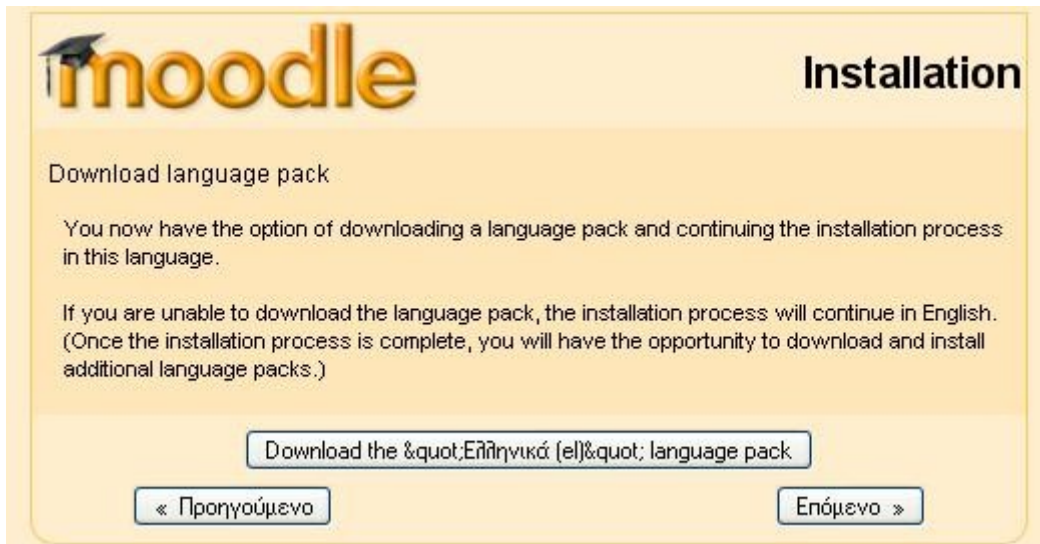 moodle
Installation
Download language pack
You now have the option of downloading a language pack and continuing the installation process
in this language.
If you are unable to download the language pack, the installation process will continue in English.
(Once the installation process is complete, you will have the opportunity to download and install
additional language packs.)
Download the &quot;Ελληνικά (el)&quot; language pack
« Προηγούμενο
Επόμενο »